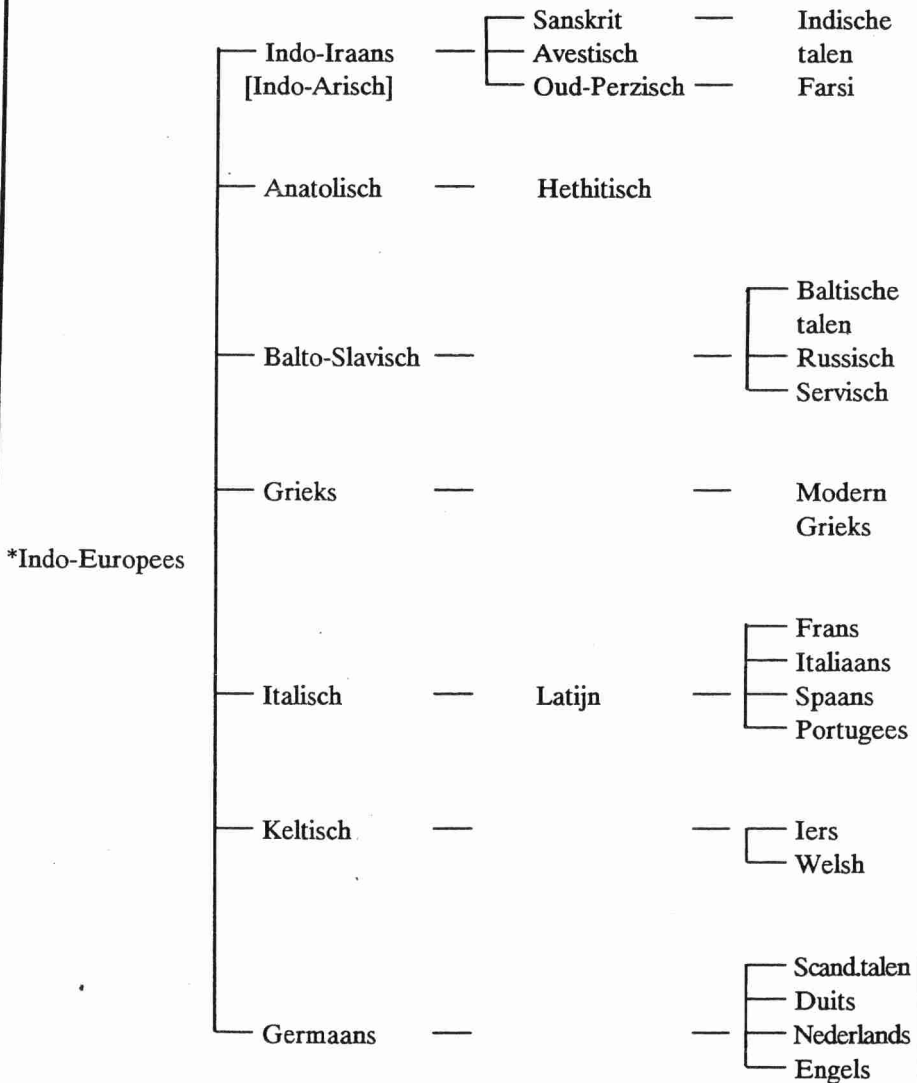 Sanskrit — Indische
Indo-Iraans — Avestisch talen
[Indo-Arisch] Oud-Perzisch — Farsi
Anatolisch — Hethitisch
Baltische
talen
Balto-Slavisch — — Russisch
Servisch
Grieks — — Modern
Grieks
*Indo-Europees
Frans
Italiaans
Italisch — Latijn — Spaans
Portugees
Keltisch — — Iers
Welsh
Scand.talen
Duits
Germaans — — Nederlands
Engels